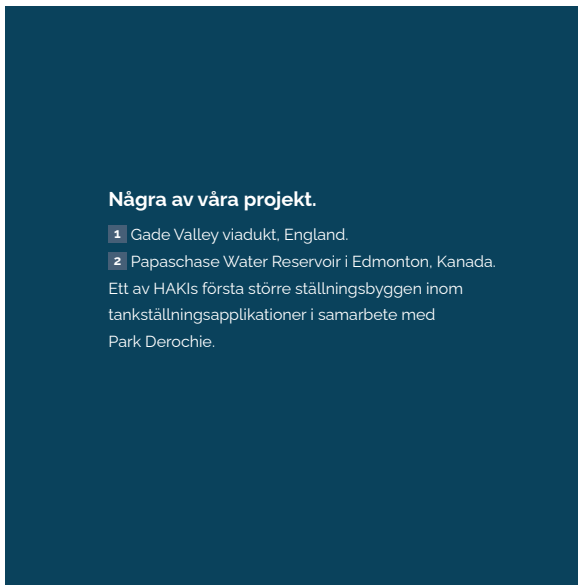 Några av våra projekt.
1 Gade Valley viadukt, England.
2 Papaschase Water Reservoir i Edmonton, Kanada.
Ett av HAKIs första större ställningsbyggen inom
tankställningsapplikationer i samarbete med
Park Derochie.